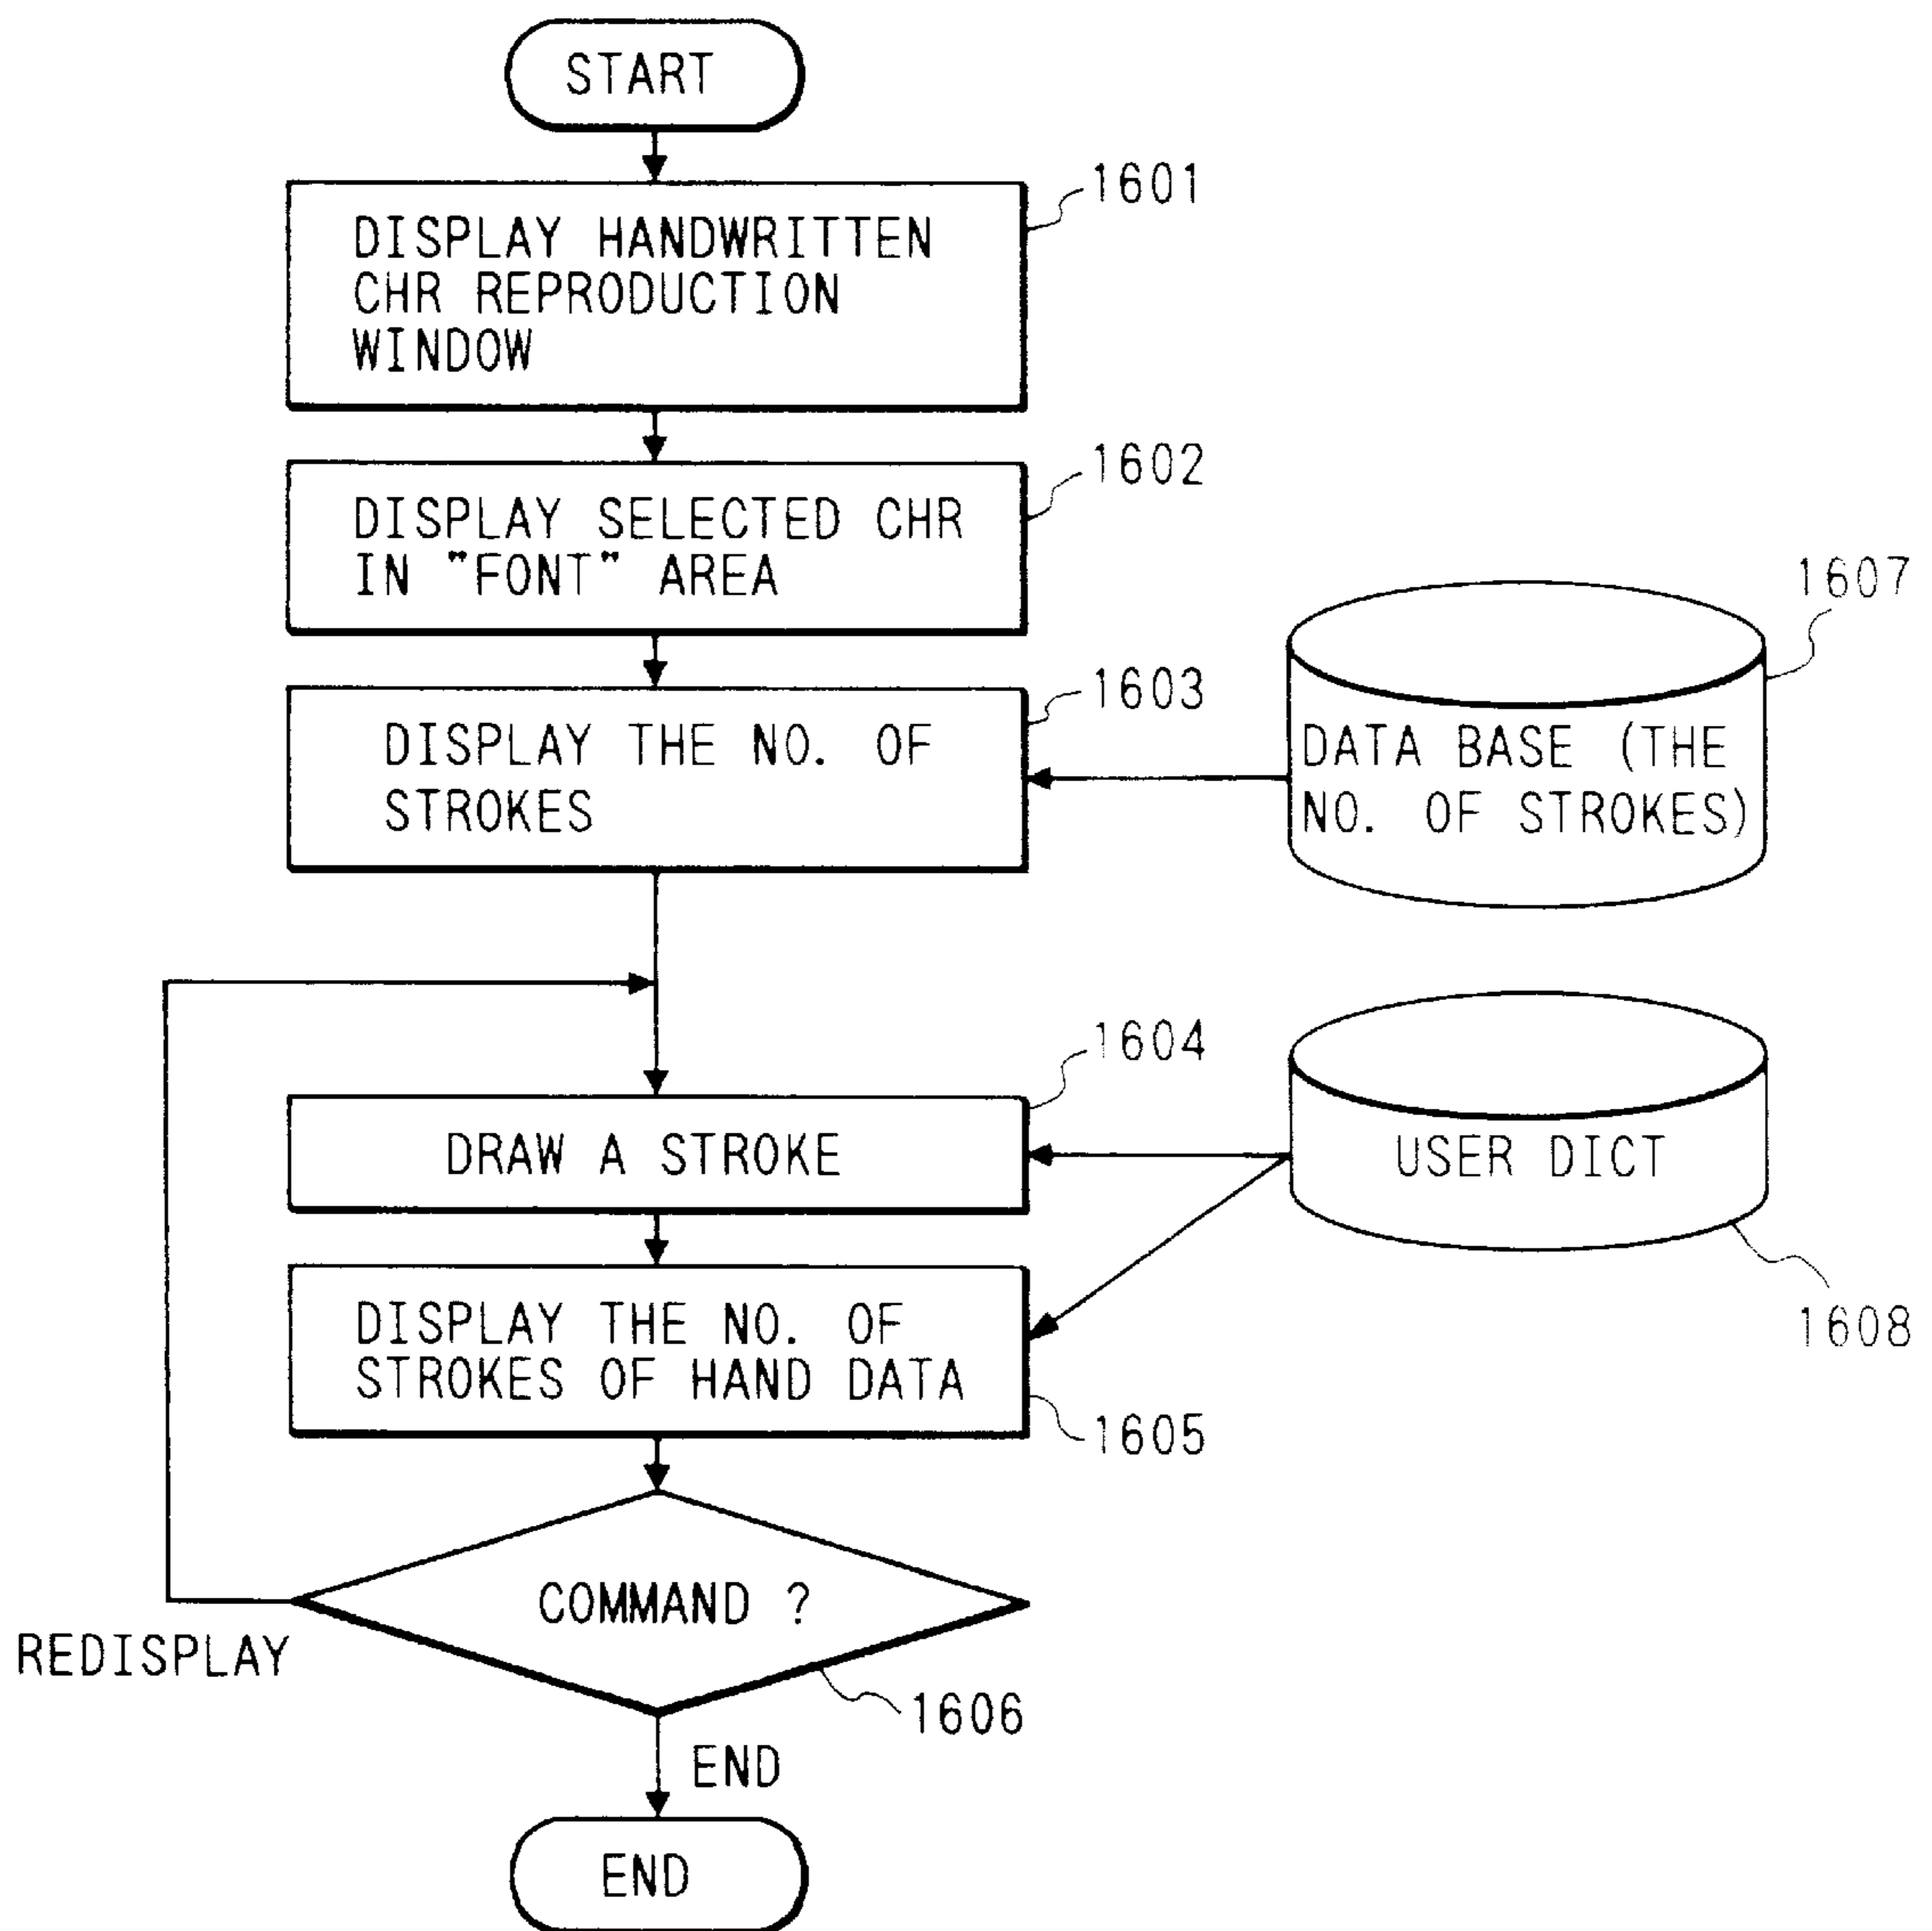 START
1601
DISPLAY HANDWRITTEN
CHR REPRODUCTION
WINDOW
1602
DISPLAY SELECTED CHR
IN "FONT" AREA
1607
1603
DISPLAY THE NO. OF
STROKES
DATA BASE (THE
NO. OF STROKES)
1604
DRAW A STROKE
USER DICT
1608
DISPLAY THE NO. OF
STROKES OF HAND DATA
1605
COMMAND ?
REDISPLAY
1606
END
END